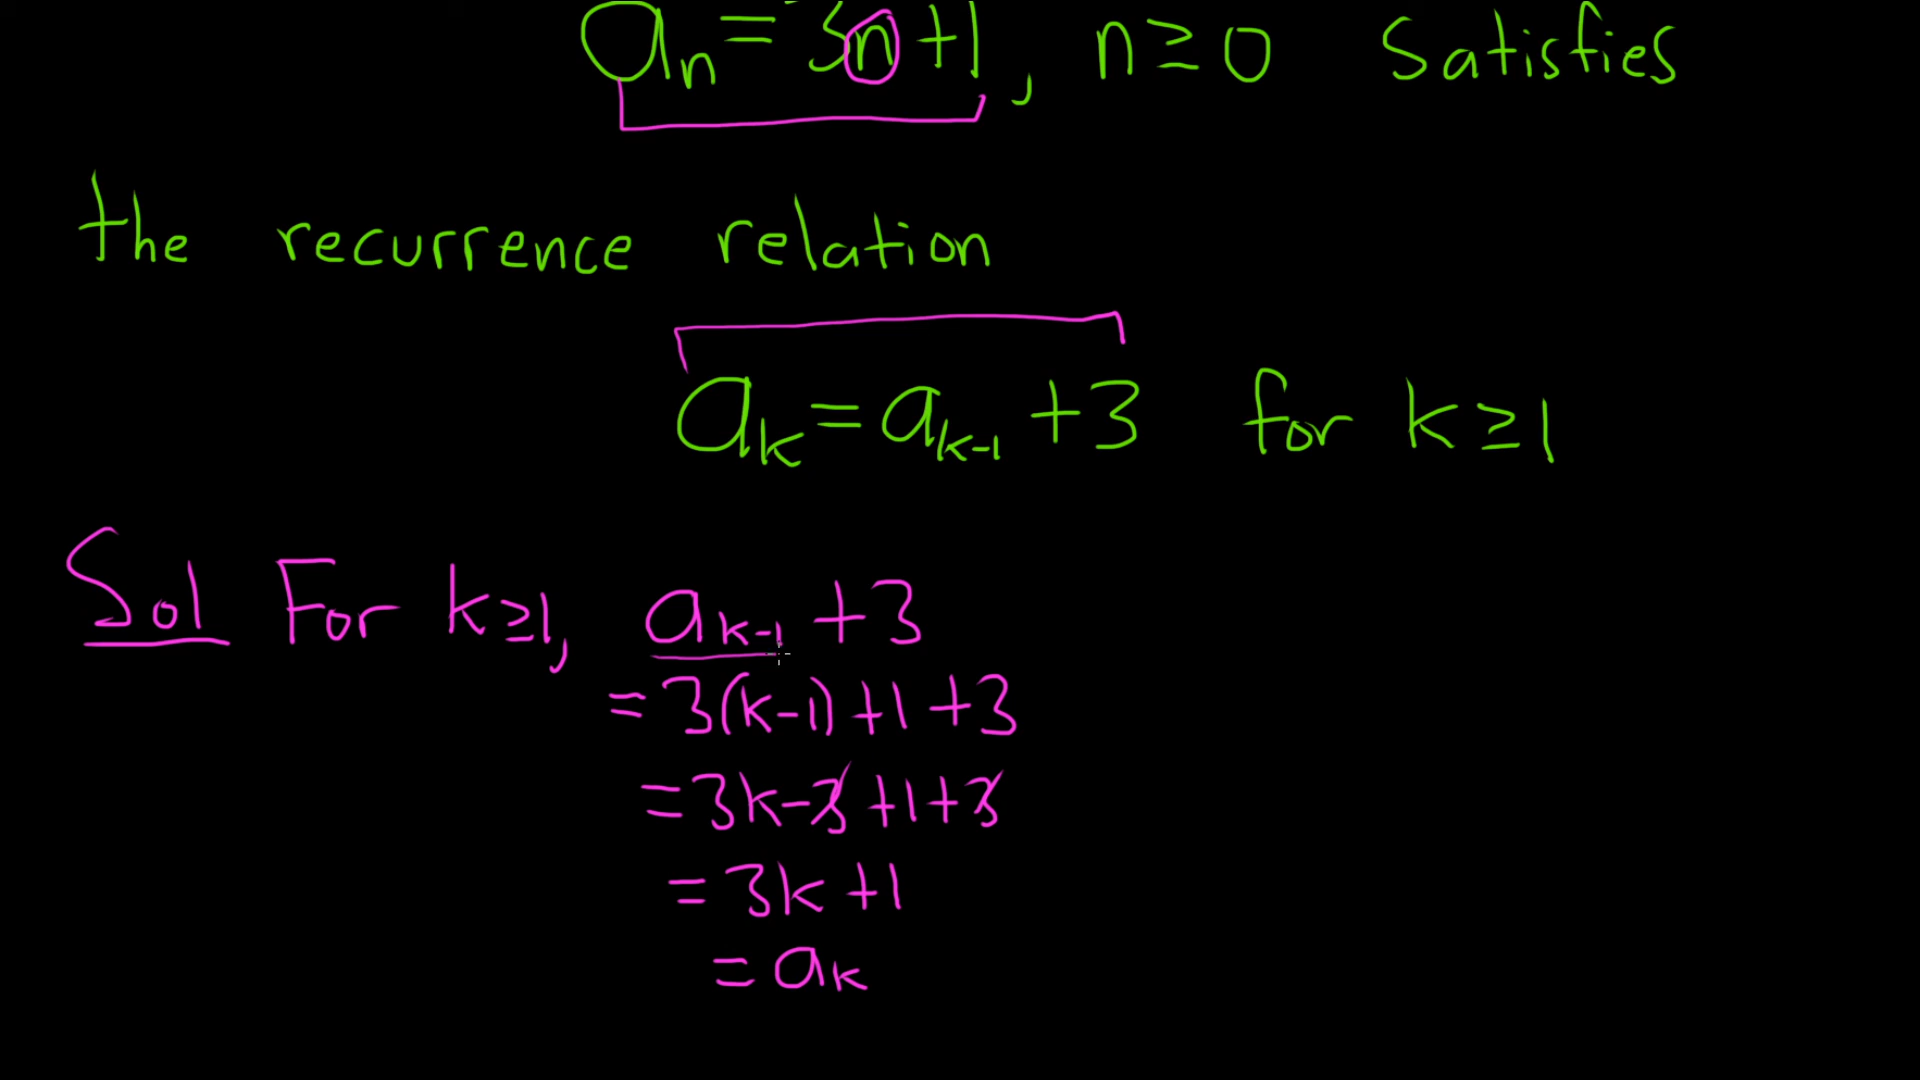 aₙ = 3n + 1, n ≥ 0 Satisfies
the recurrence relation
aₖ = aₖ₋₁ + 3 for k ≥ 1
Sol For k ≥ 1, aₖ₋₁ + 3
= 3(k-1) + 1 + 3
= 3k - 3 + 1 + 3
= 3k + 1
= aₖ